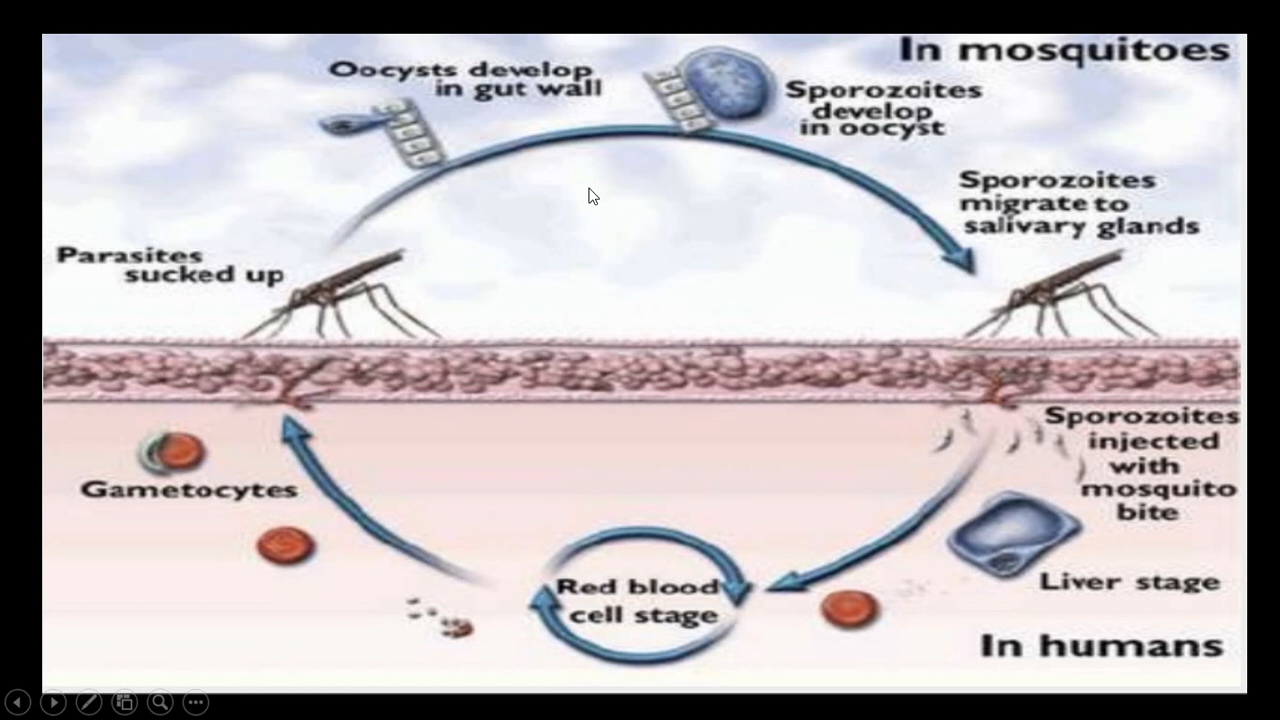 In mosquitoes
Oocysts develop
in gut wall
Sporozoites
develop
in oocyst
Sporozoites
migrate to
salivary glands
Parasites
sucked up
Sporozoites
injected
with
mosquito
bite
Gametocytes
Liver stage
Red blood
cell stage
In humans